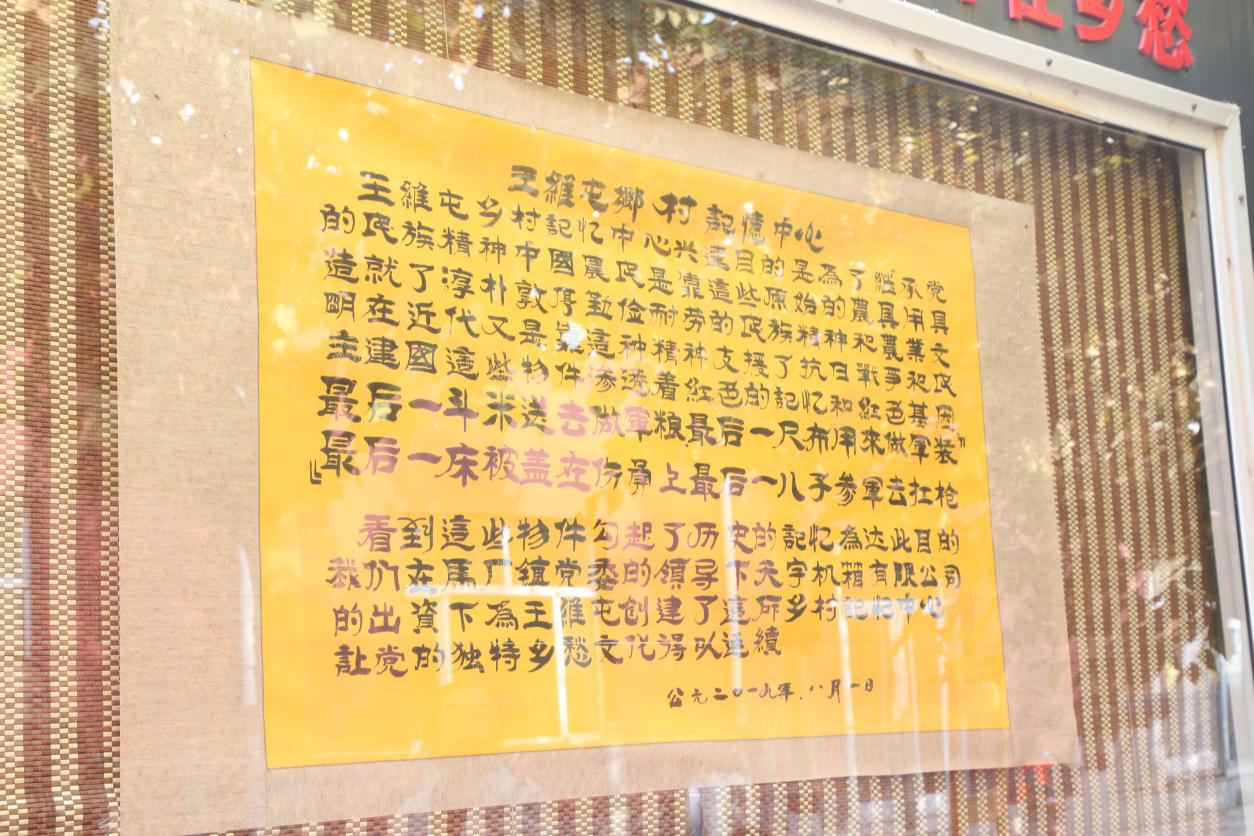 住乡愁
王維屯鄉村記憶中心
王維屯乡村記忆中心兴建目的是為了継承党
的民族精神中國農民是靠這些原始的農具用具
造就了淳朴敦厚勤俭耐劳的民族精神和農業文
明在近代又是靠這种精神支援了抗日戰爭和民
主建國這些物件渗透着红色的記忆和红色基因
最后一斗米送去做軍粮最后一尺布用來做軍装"
"最后一床被盖在伤上最后一儿子参軍去扛枪
看到這些物件勾起了历史的記忆為达此目的
我们在馬厂镇党委的領导下天宇机箱有限公司
的出資下為王維屯创建了這所乡村記忆中心
訨党的独特乡愁文化得以延續
公元二〇一九年.八月一日